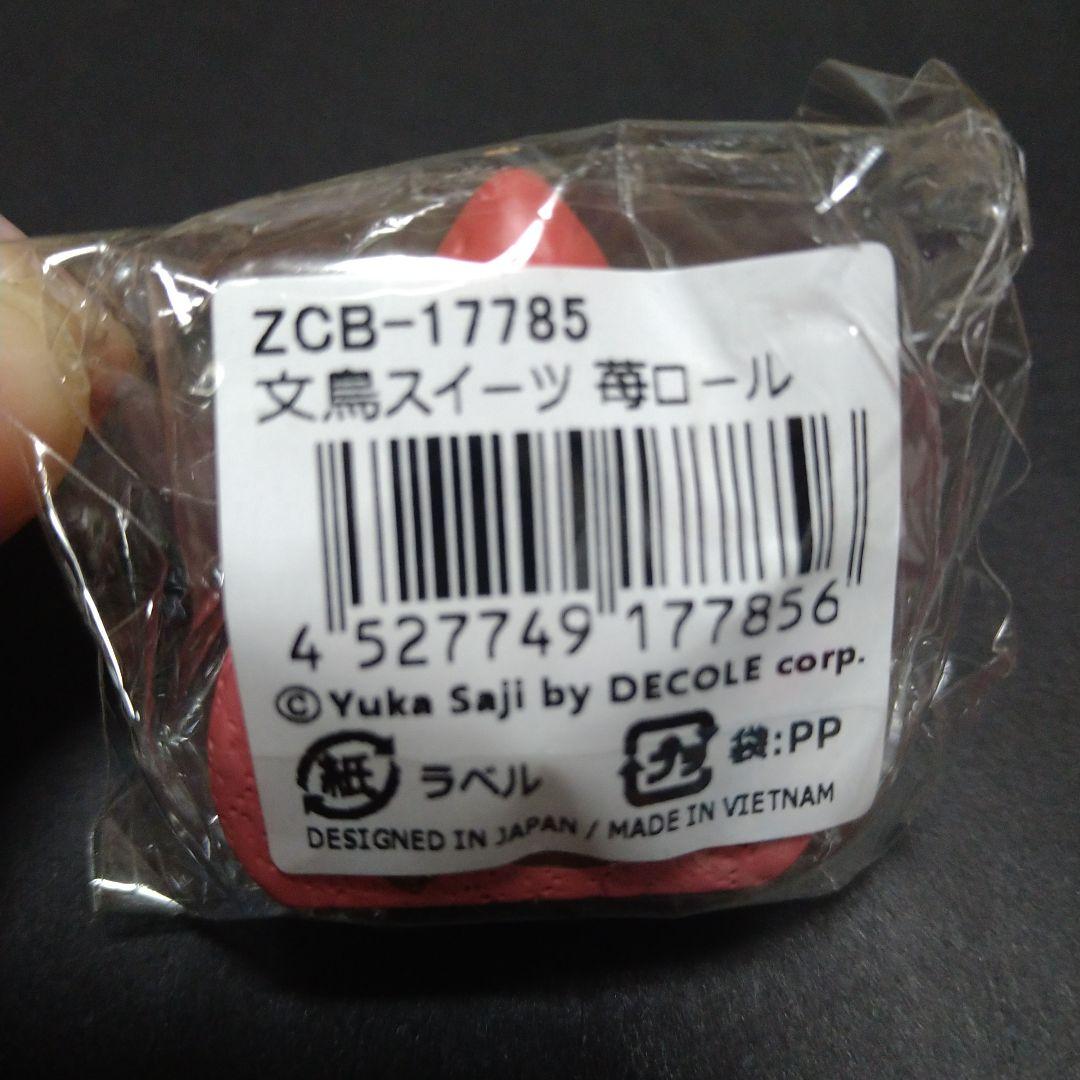 ZCB-17785
文鳥スイーツ 苺ロール
4 527749 177856
©Yuka Saji by DECOLE corp.
紙 ラベル プラ 袋:PP
DESIGNED IN JAPAN / MADE IN VIETNAM